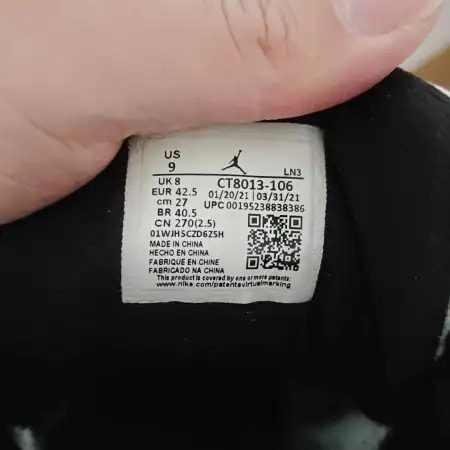 US
9
LN3
UK 8
EUR 42.5
cm 27
BR 40.5
CN 270(2.5)
CT8013-106
01/20/21 | 03/31/21
UPC 00195238838386
01WJH5CZD6Z5H
MADE IN CHINA
HECHO EN CHINA
FABRIQUE EN CHINE
FABRICADO NA CHINA
This product is covered by one or more patents:
www.nike.com/patentsvirtualmarking